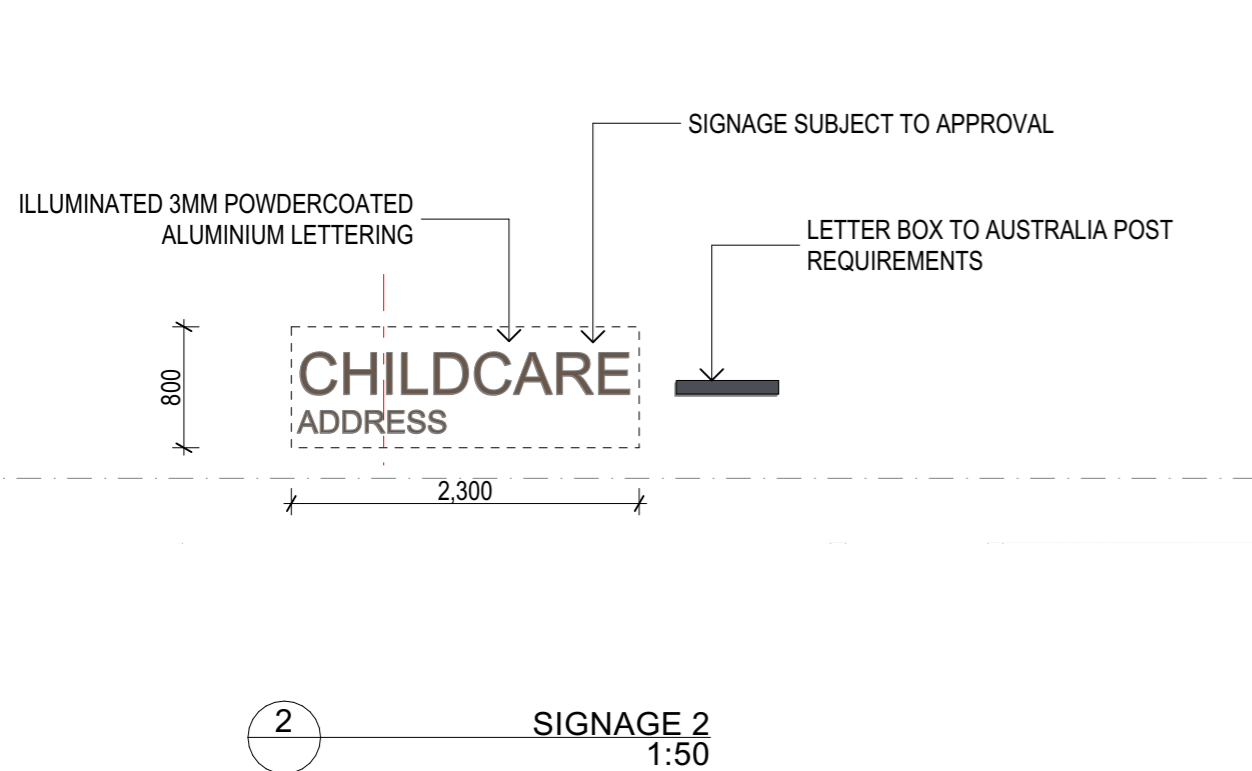 SIGNAGE SUBJECT TO APPROVAL
ILLUMINATED 3MM POWDERCOATED
ALUMINIUM LETTERING
LETTER BOX TO AUSTRALIA POST
REQUIREMENTS
800
CHILDCARE
ADDRESS
2,300
2
SIGNAGE 2
1:50